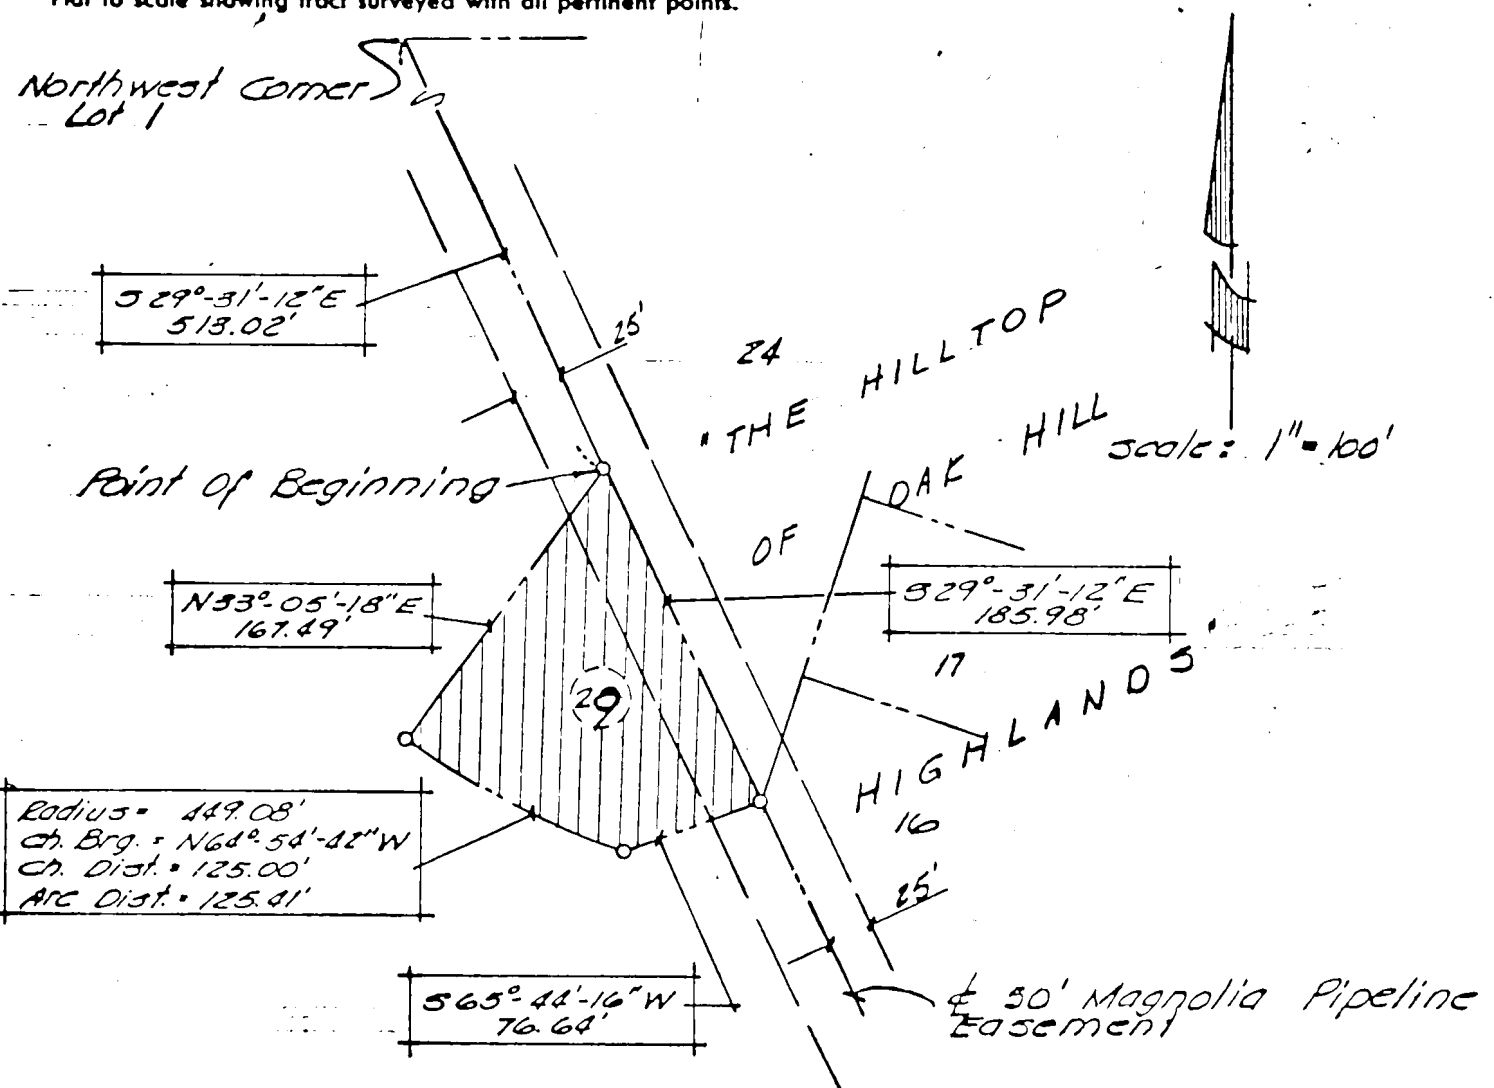 Plat to scale showing tract surveyed with all pertinent points.
Northwest Corner
Lot 1
S 29°-31'-12" E
513.02'
25'
24
"THE HILLTOP
OF OAK HILL
HIGHLANDS"
Scale: 1"=100'
Point Of Beginning
N33°-05'-18"E
167.49'
S29°-31'-12"E
185.98'
17
29
16
Radius = 449.08'
Ch. Brg. = N64°-54'-42"W
Ch. Dist. = 125.00'
Arc Dist. = 125.41'
25'
S65°-44'-16"W
76.64'
℄ 50' Magnolia Pipeline
Easement